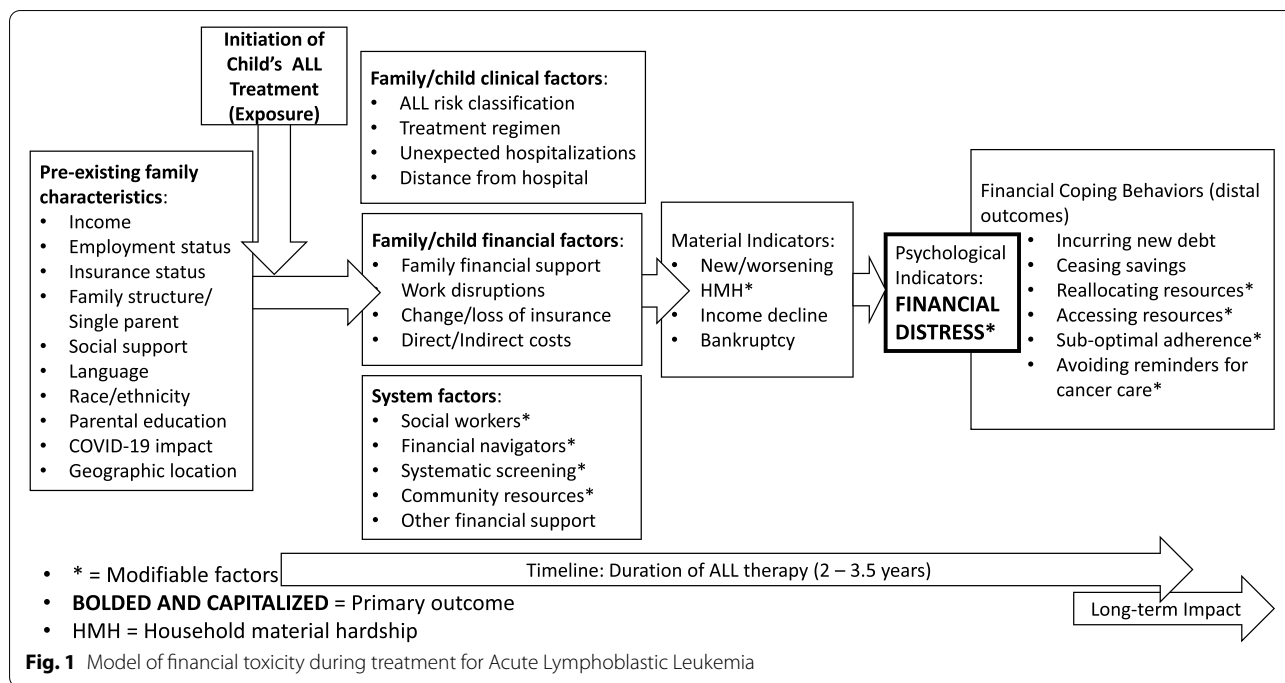 Initiation of
Child's ALL
Treatment
(Exposure)
Pre-existing family
characteristics:
• Income
• Employment status
• Insurance status
• Family structure/
Single parent
• Social support
• Language
• Race/ethnicity
• Parental education
• COVID-19 impact
• Geographic location
Family/child clinical factors:
• ALL risk classification
• Treatment regimen
• Unexpected hospitalizations
• Distance from hospital
Family/child financial factors:
• Family financial support
• Work disruptions
• Change/loss of insurance
• Direct/Indirect costs
System factors:
• Social workers*
• Financial navigators*
• Systematic screening*
• Community resources*
• Other financial support
Material Indicators:
• New/worsening
• HMH*
• Income decline
• Bankruptcy
Psychological
Indicators:
FINANCIAL
DISTRESS*
Financial Coping Behaviors (distal
outcomes)
• Incurring new debt
• Ceasing savings
• Reallocating resources*
• Accessing resources*
• Sub-optimal adherence*
• Avoiding reminders for
cancer care*
• * = Modifiable factors
Timeline: Duration of ALL therapy (2 – 3.5 years)
• BOLDED AND CAPITALIZED = Primary outcome
Long-term Impact
• HMH = Household material hardship
Fig. 1 Model of financial toxicity during treatment for Acute Lymphoblastic Leukemia